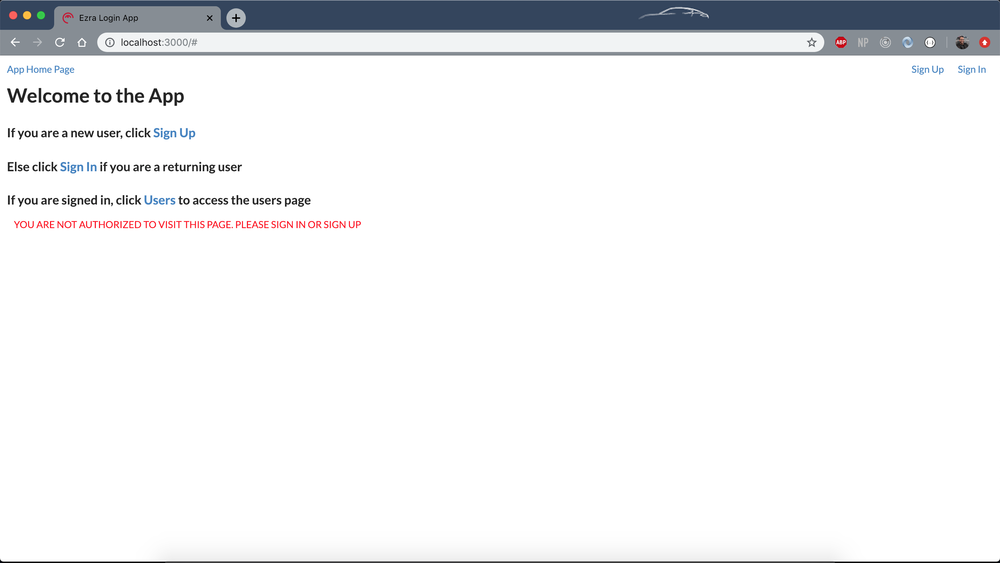 Ezra Login App
localhost:3000/#
ABP
NP
{...}
App Home Page
Sign Up
Sign In
Welcome to the App
If you are a new user, click Sign Up
Else click Sign In if you are a returning user
If you are signed in, click Users to access the users page
YOU ARE NOT AUTHORIZED TO VISIT THIS PAGE. PLEASE SIGN IN OR SIGN UP